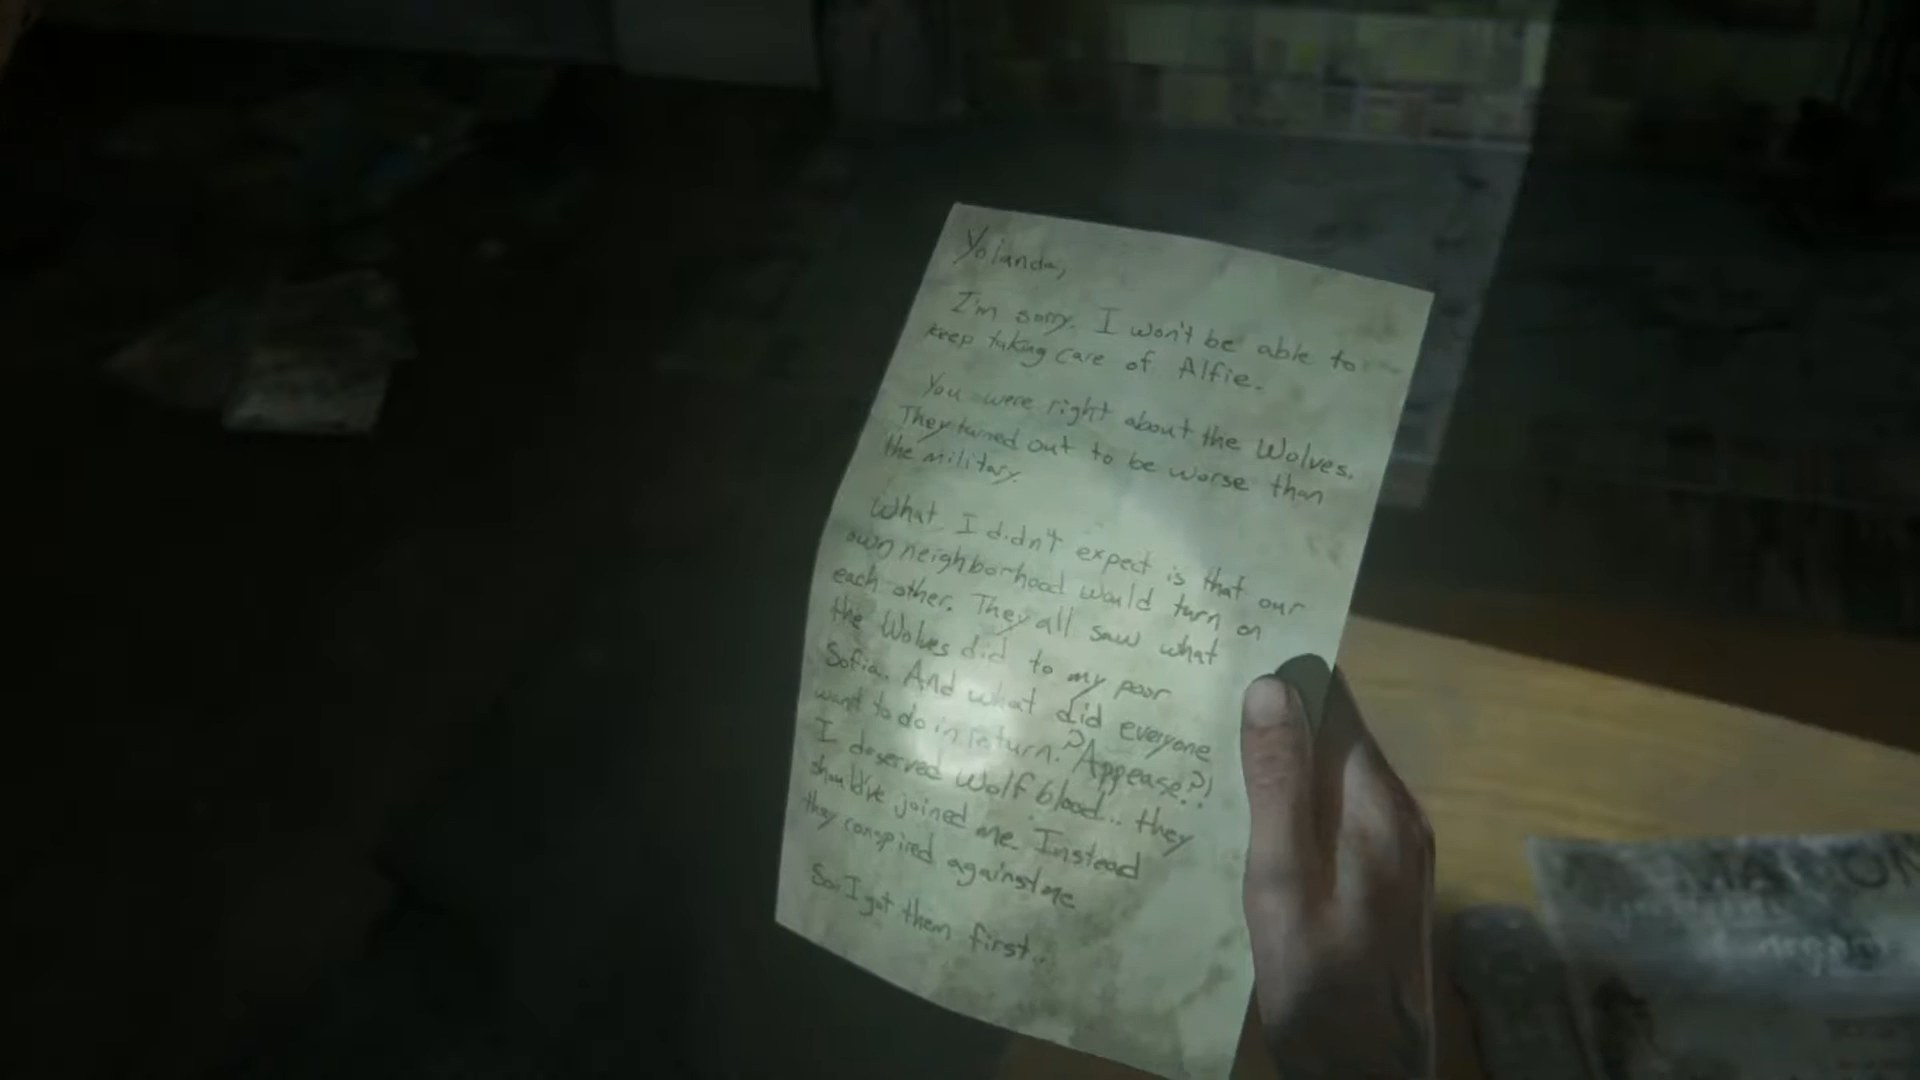 Yolanda,
I'm sorry. I won't be able to
keep taking care of Alfie.
You were right about the Wolves.
They turned out to be worse than
the military.
What I didn't expect is that our
own neighborhood would turn on
each other. They all saw what
the Wolves did to my poor
Sofia. And what did everyone
want to do in return? Appease?!
I deserved Wolf blood... they
should've joined me. Instead
they conspired against me
So I got them first..